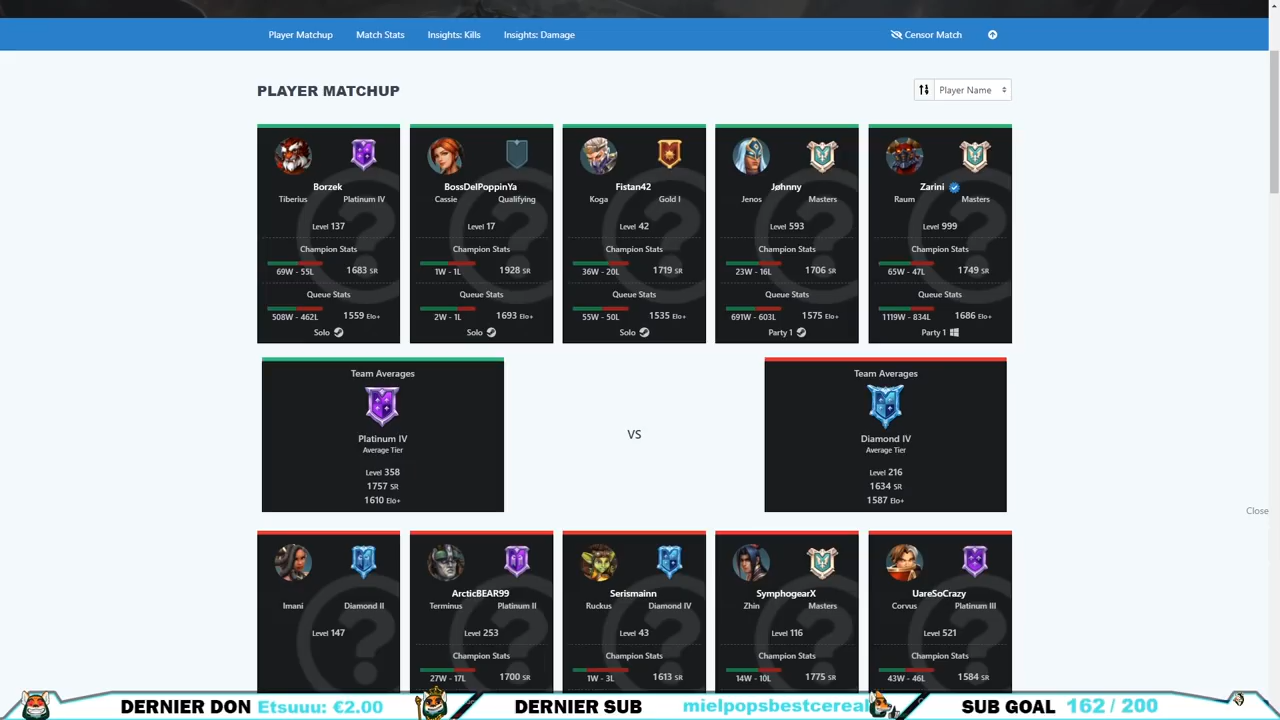 Player Matchup Match Stats Insights: Kills Insights: Damage Censor Match
PLAYER MATCHUP
Player Name
Borzek
Tiberius Platinum IV
Level 137
Champion Stats
69W - 55L 1683 SR
Queue Stats
508W - 462L 1559 Elo+
Solo
BossDelPoppinYa
Cassie Qualifying
Level 17
Champion Stats
1W - 1L 1928 SR
Queue Stats
2W - 1L 1693 Elo+
Solo
Fistan42
Koga Gold I
Level 42
Champion Stats
36W - 20L 1719 SR
Queue Stats
55W - 50L 1535 Elo+
Solo
Jøhnny
Jenos Masters
Level 593
Champion Stats
23W - 16L 1706 SR
Queue Stats
691W - 603L 1575 Elo+
Party 1
Zarini
Raum Masters
Level 999
Champion Stats
65W - 47L 1749 SR
Queue Stats
1119W - 834L 1686 Elo+
Party 1
Team Averages
Platinum IV
Average Tier
Level 358
1757 SR
1610 Elo+
VS
Team Averages
Diamond IV
Average Tier
Level 216
1634 SR
1587 Elo+
Close
Imani Diamond II
Level 147
ArcticBEAR99
Terminus Platinum II
Level 253
Champion Stats
27W - 17L 1700 SR
Serismainn
Ruckus Diamond IV
Level 43
Champion Stats
1W - 3L 1613 SR
SymphogearX
Zhin Masters
Level 116
Champion Stats
14W - 10L 1775 SR
UareSoCrazy
Corvus Platinum III
Level 521
Champion Stats
43W - 46L 1584 SR
DERNIER DON Etsuuu: €2.00 DERNIER SUB mielpopsbestcereal SUB GOAL 162 / 200